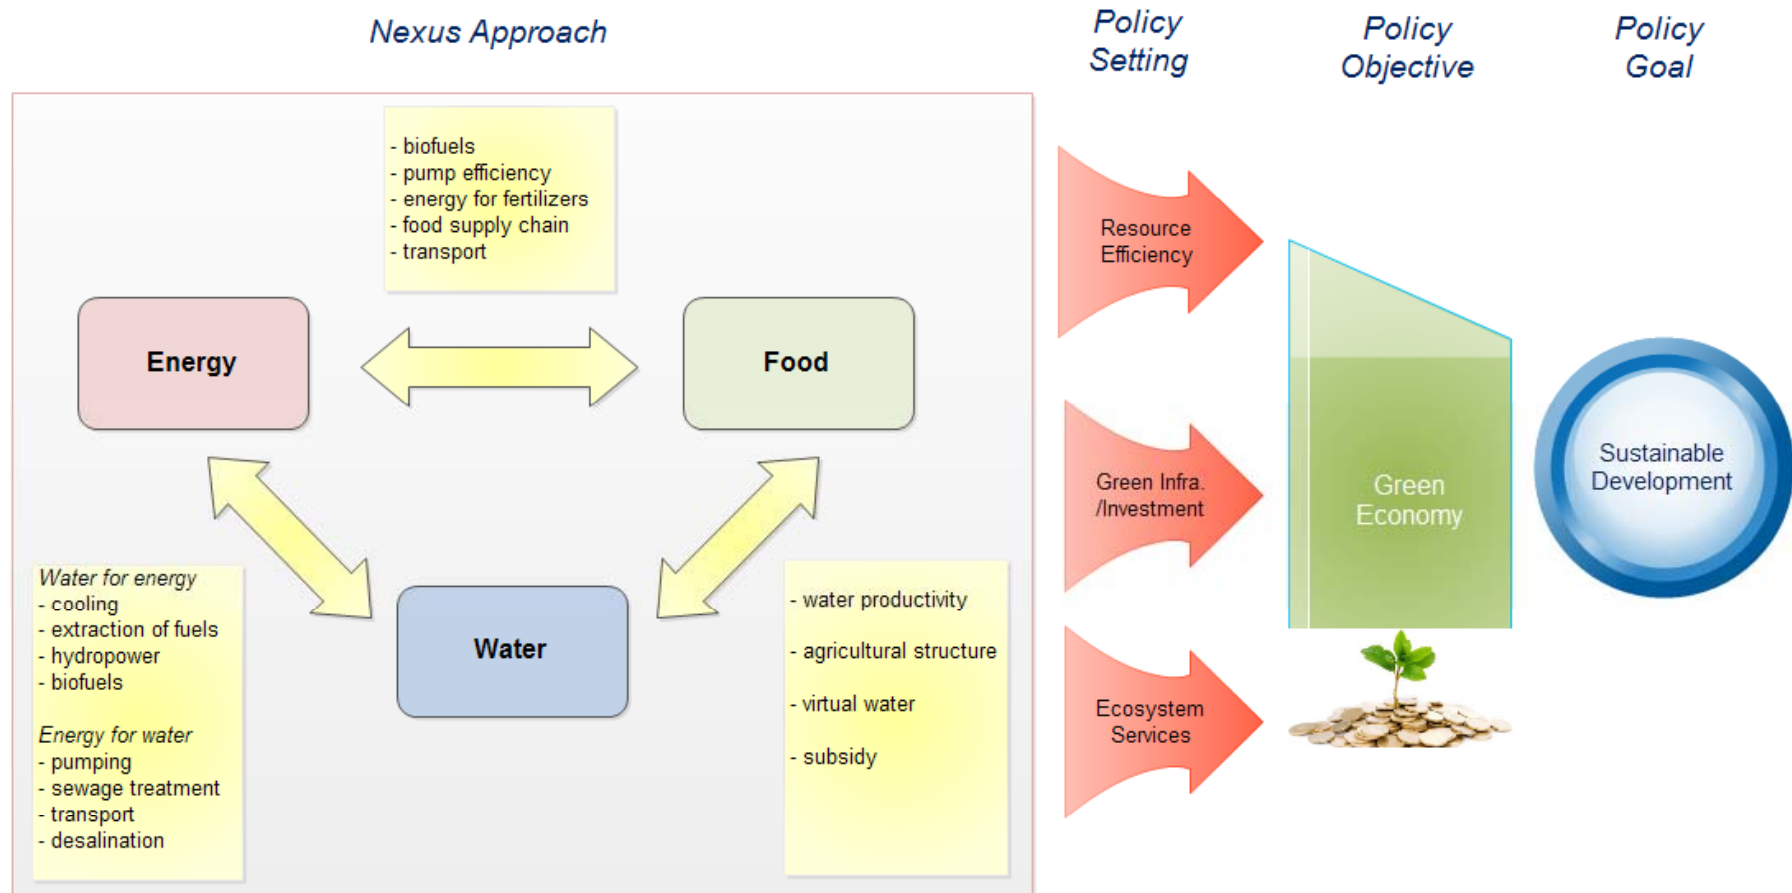 Nexus Approach
Policy
Setting
Policy
Objective
Policy
Goal
- biofuels
- pump efficiency
- energy for fertilizers
- food supply chain
- transport
Energy
Food
Water
Water for energy
- cooling
- extraction of fuels
- hydropower
- biofuels
Energy for water
- pumping
- sewage treatment
- transport
- desalination
- water productivity
- agricultural structure
- virtual water
- subsidy
Resource
Efficiency
Green Infra.
/Investment
Ecosystem
Services
Green
Economy
Sustainable
Development